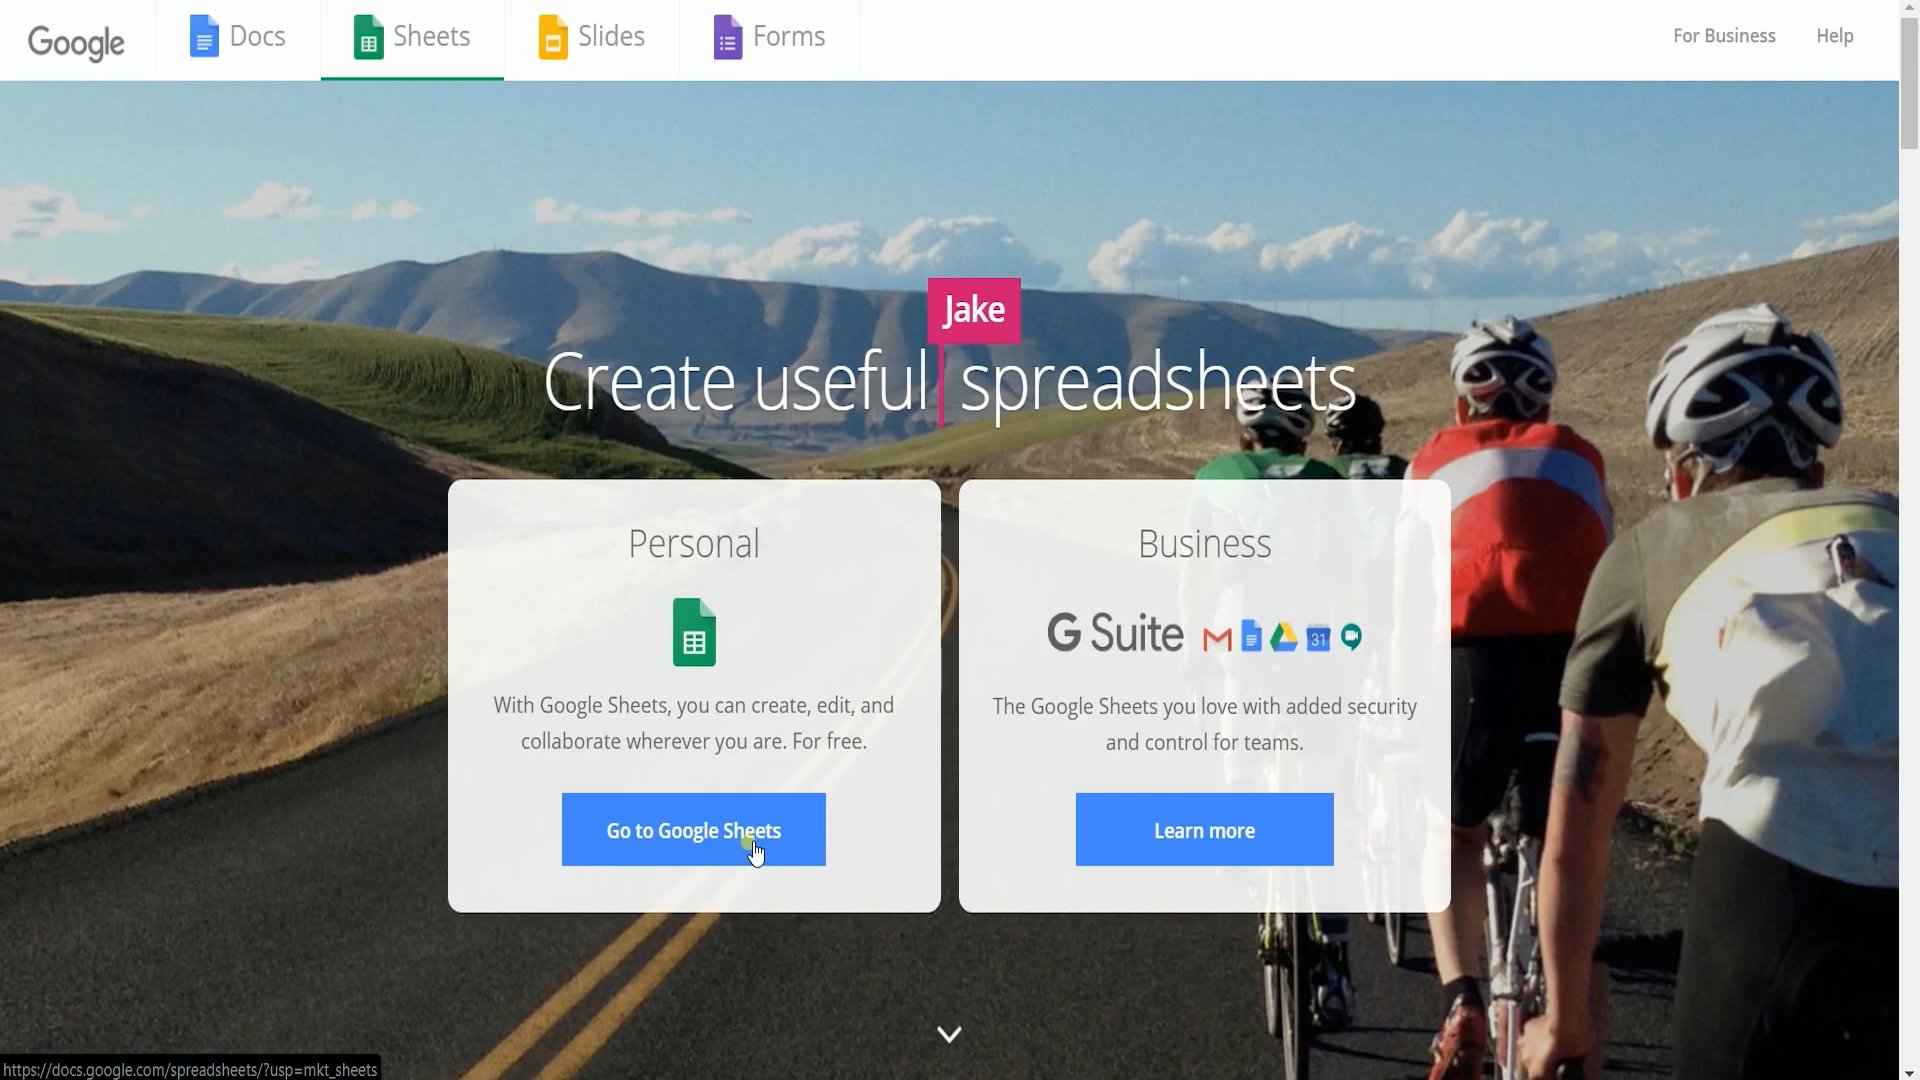 Google
Docs
Sheets
Slides
Forms
For Business
Help
Jake
Create useful spreadsheets
Personal
With Google Sheets, you can create, edit, and
collaborate wherever you are. For free.
Go to Google Sheets
Business
G Suite
31
The Google Sheets you love with added security
and control for teams.
Learn more
https://docs.google.com/spreadsheets/?usp=mkt_sheets